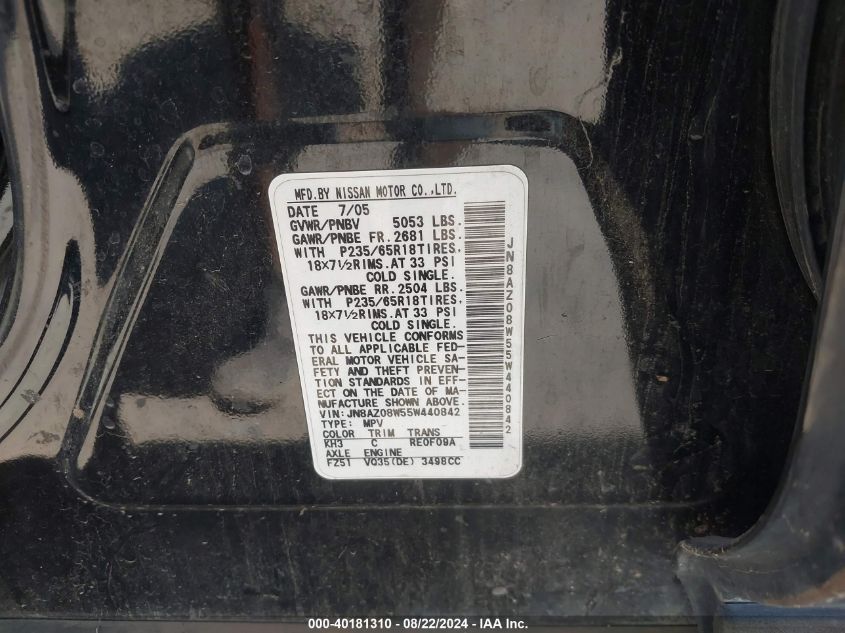 MFD.BY NISSAN MOTOR CO.,LTD.
DATE 7/05
GVWR/PNBV 5053 LBS.
GAWR/PNBE FR. 2681 LBS.
WITH P235/65R18TIRES,
18×7½RIMS.AT 33 PSI
COLD SINGLE.
GAWR/PNBE RR. 2504 LBS.
WITH P235/65R18TIRES,
18×7½RIMS.AT 33 PSI
COLD SINGLE.
THIS VEHICLE CONFORMS
TO ALL APPLICABLE FED-
ERAL MOTOR VEHICLE SA-
FETY AND THEFT PREVEN-
TION STANDARDS IN EFF-
ECT ON THE DATE OF MA-
NUFACTURE SHOWN ABOVE.
VIN: JN8AZ08W55W440842
TYPE: MPV
COLOR TRIM TRANS
KH3 C RE0F09A
AXLE ENGINE
FZ51 VQ35(DE) 3498CC
JN8AZ08W55W440842
000-40181310 - 08/22/2024 - IAA Inc.